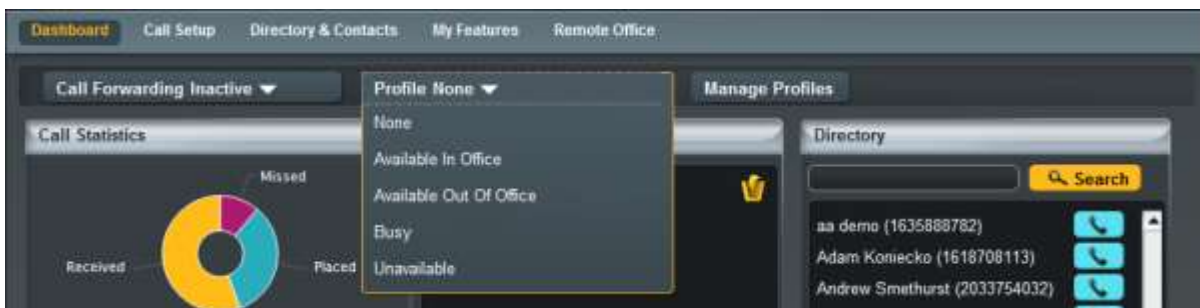 Dashboard Call Setup Directory & Contacts My Features Remote Office
Call Forwarding Inactive
Profile None
Manage Profiles
None
Available In Office
Available Out Of Office
Busy
Unavailable
Call Statistics
Missed
Received
Placed
Directory
Search
aa demo (1635888782)
Adam Koniecko (1618708113)
Andrew Smethurst (2033754032)